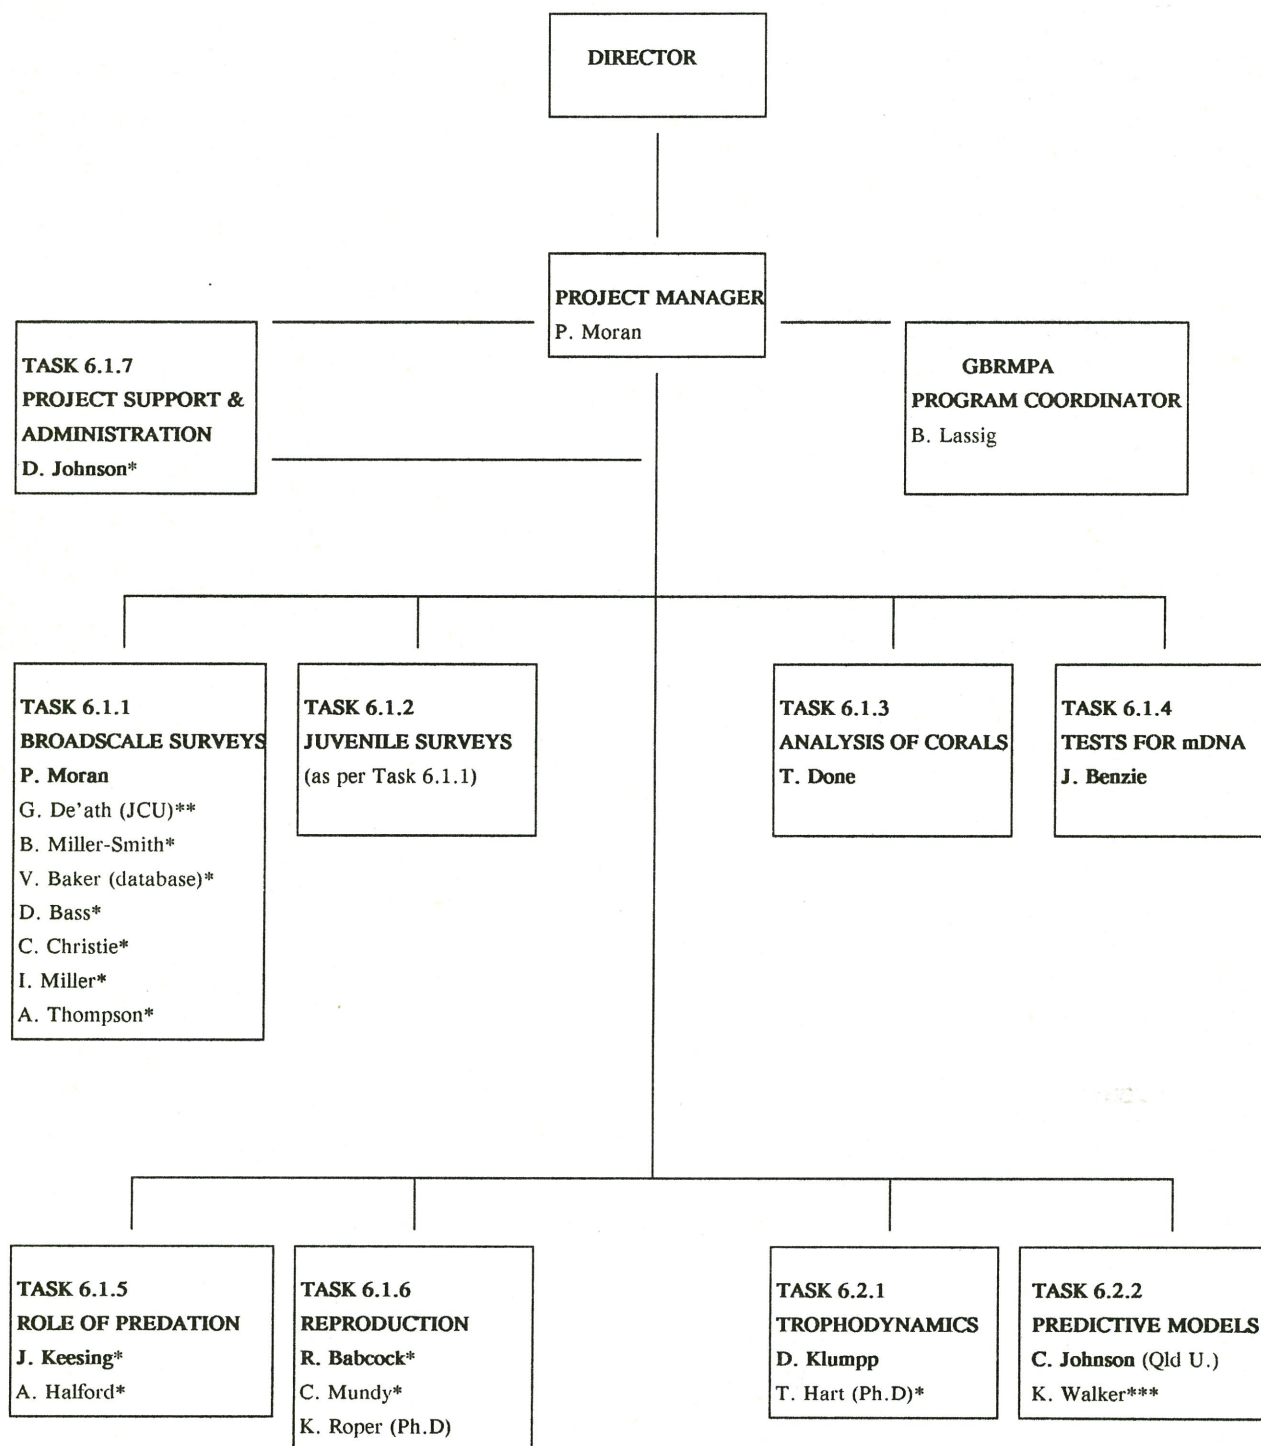 DIRECTOR
PROJECT MANAGER
P. Moran
TASK 6.1.7
PROJECT SUPPORT &
ADMINISTRATION
D. Johnson*
GBRMPA
PROGRAM COORDINATOR
B. Lassig
TASK 6.1.1
BROADSCALE SURVEYS
P. Moran
G. De'ath (JCU)**
B. Miller-Smith*
V. Baker (database)*
D. Bass*
C. Christie*
I. Miller*
A. Thompson*
TASK 6.1.2
JUVENILE SURVEYS
(as per Task 6.1.1)
TASK 6.1.3
ANALYSIS OF CORALS
T. Done
TASK 6.1.4
TESTS FOR mDNA
J. Benzie
TASK 6.1.5
ROLE OF PREDATION
J. Keesing*
A. Halford*
TASK 6.1.6
REPRODUCTION
R. Babcock*
C. Mundy*
K. Roper (Ph.D)
TASK 6.2.1
TROPHODYNAMICS
D. Klumpp
T. Hart (Ph.D)*
TASK 6.2.2
PREDICTIVE MODELS
C. Johnson (Qld U.)
K. Walker***